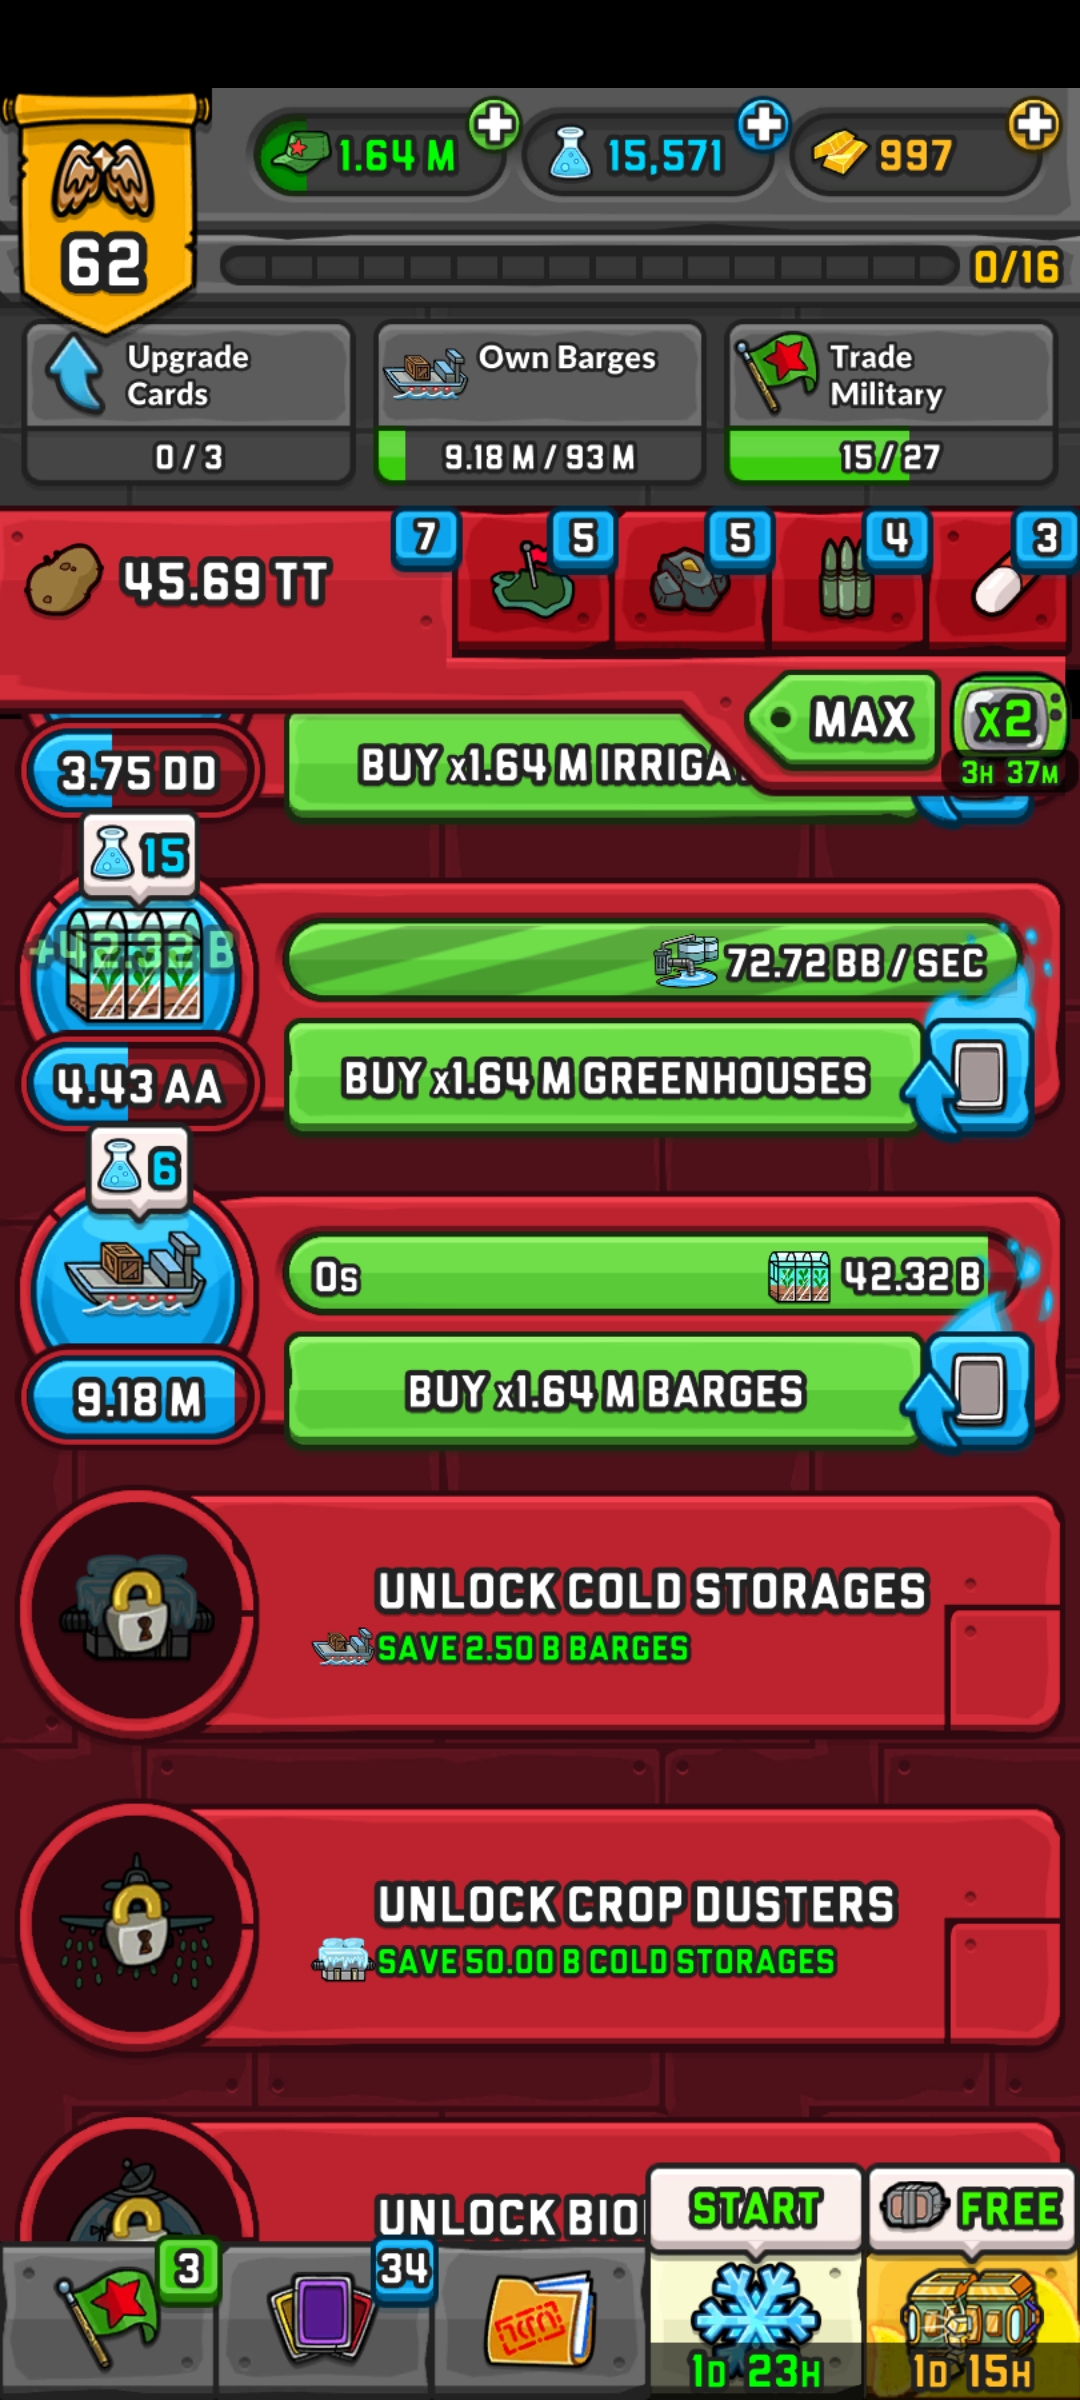 1.64 M
15,571
997
62
0/16
Upgrade
Cards
0 / 3
Own Barges
9.18 M / 93 M
Trade
Military
15 / 27
45.69 TT
7
5
5
4
3
MAX
x2
3H 37M
3.75 DD
BUY x1.64 M IRRIGA
15
+42.32 B
72.72 BB / SEC
4.43 AA
BUY x1.64 M GREENHOUSES
6
0s
42.32 B
9.18 M
BUY x1.64 M BARGES
UNLOCK COLD STORAGES
SAVE 2.50 B BARGES
UNLOCK CROP DUSTERS
SAVE 50.00 B COLD STORAGES
UNLOCK BIO
START
FREE
3
34
1D 23H
1D 15H